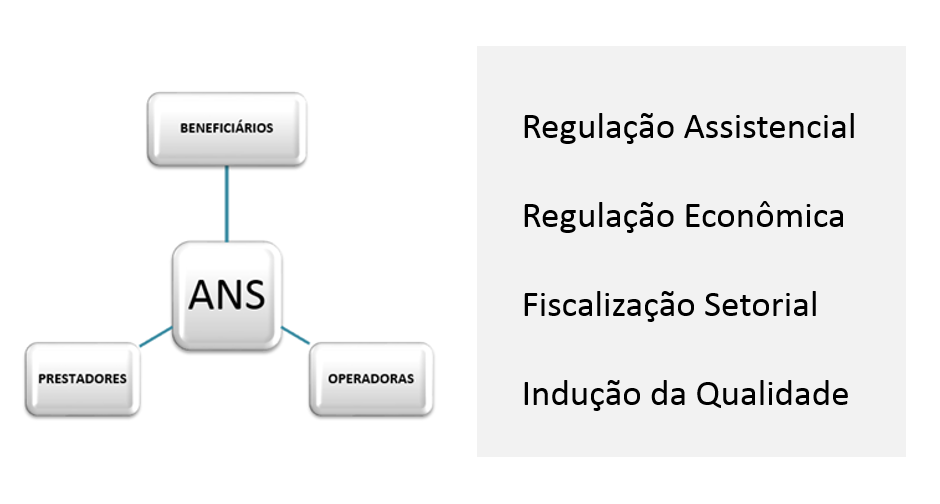 BENEFICIÁRIOS
ANS
PRESTADORES
OPERADORAS
Regulação Assistencial
Regulação Econômica
Fiscalização Setorial
Indução da Qualidade